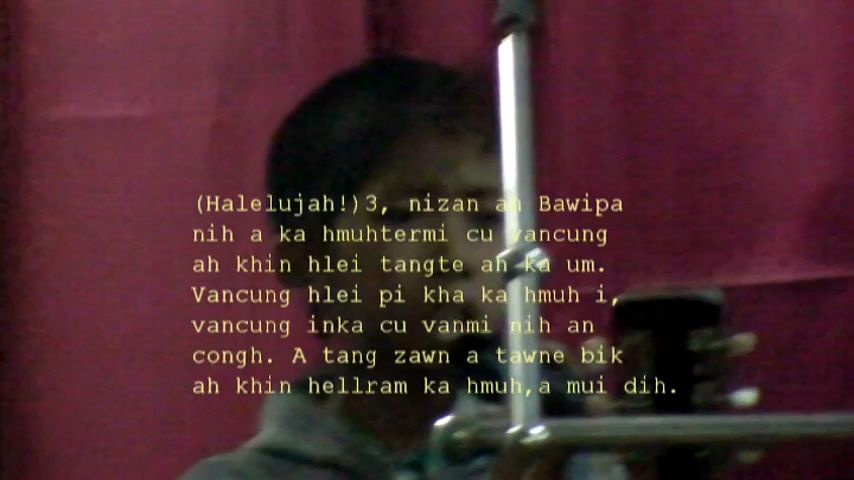 (Halelujah!)3, nizan ah Bawipa
nih a ka hmuhtermi cu vancung
ah khin hlei tangte ah ka um.
Vancung hlei pi kha ka hmuh i,
vancung inka cu vanmi nih an
congh. A tang zawn a tawne bik
ah khin hellram ka hmuh,a mui dih.